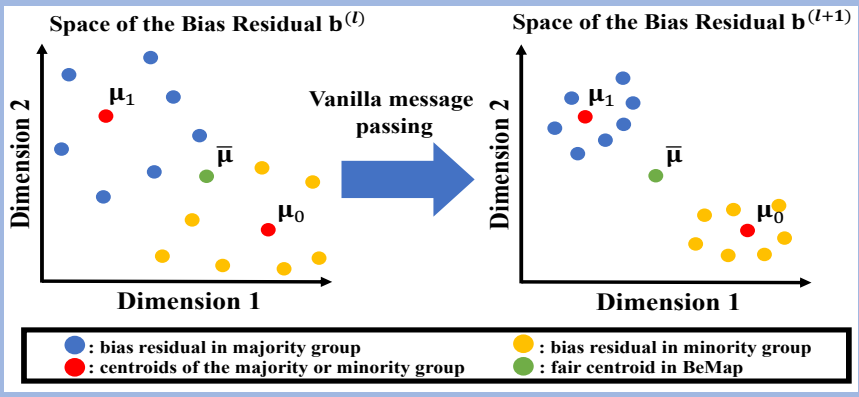 Space of the Bias Residual b⁽ˡ⁾
Space of the Bias Residual b⁽ˡ⁺¹⁾
Dimension 2
μ₁
μ̄
μ₀
Dimension 1
Vanilla message
passing
Dimension 2
μ₁
μ̄
μ₀
Dimension 1
: bias residual in majority group
: bias residual in minority group
: centroids of the majority or minority group
: fair centroid in BeMap